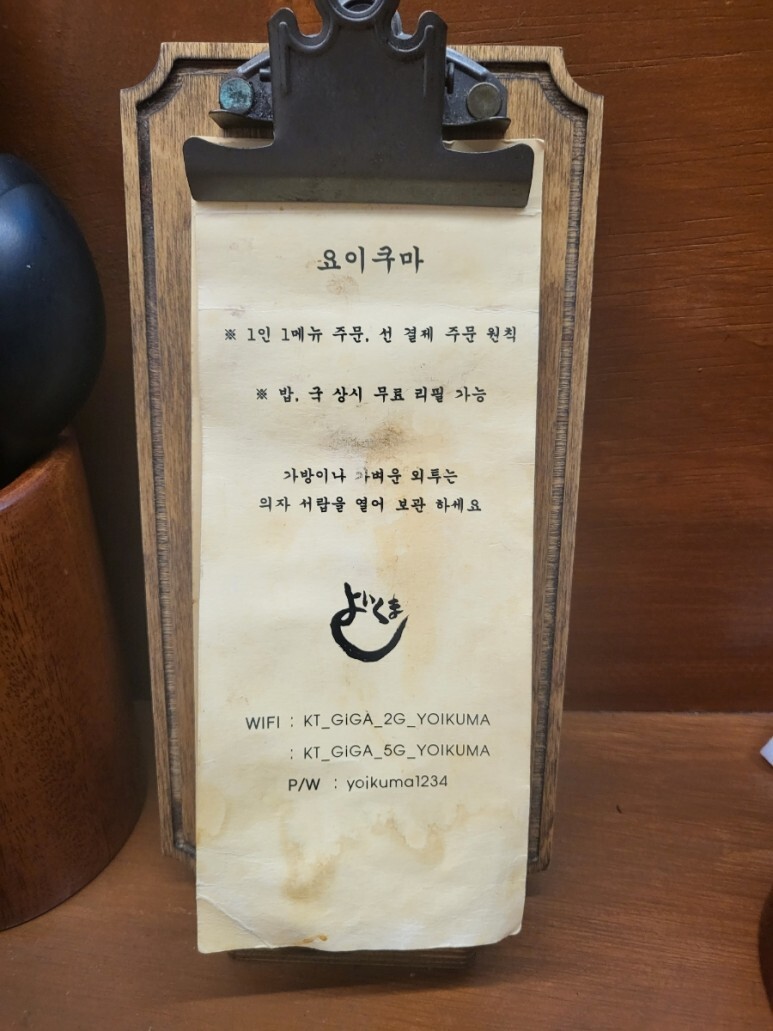 요이쿠마
※ 1인 1메뉴 주문, 선 결제 주문 원칙
※ 밥, 국 상시 무료 리필 가능
가방이나 가벼운 외투는
의자 서랍을 열어 보관 하세요
よいくま
WIFI : KT_GiGA_2G_YOIKUMA
: KT_GiGA_5G_YOIKUMA
P/W : yoikuma1234